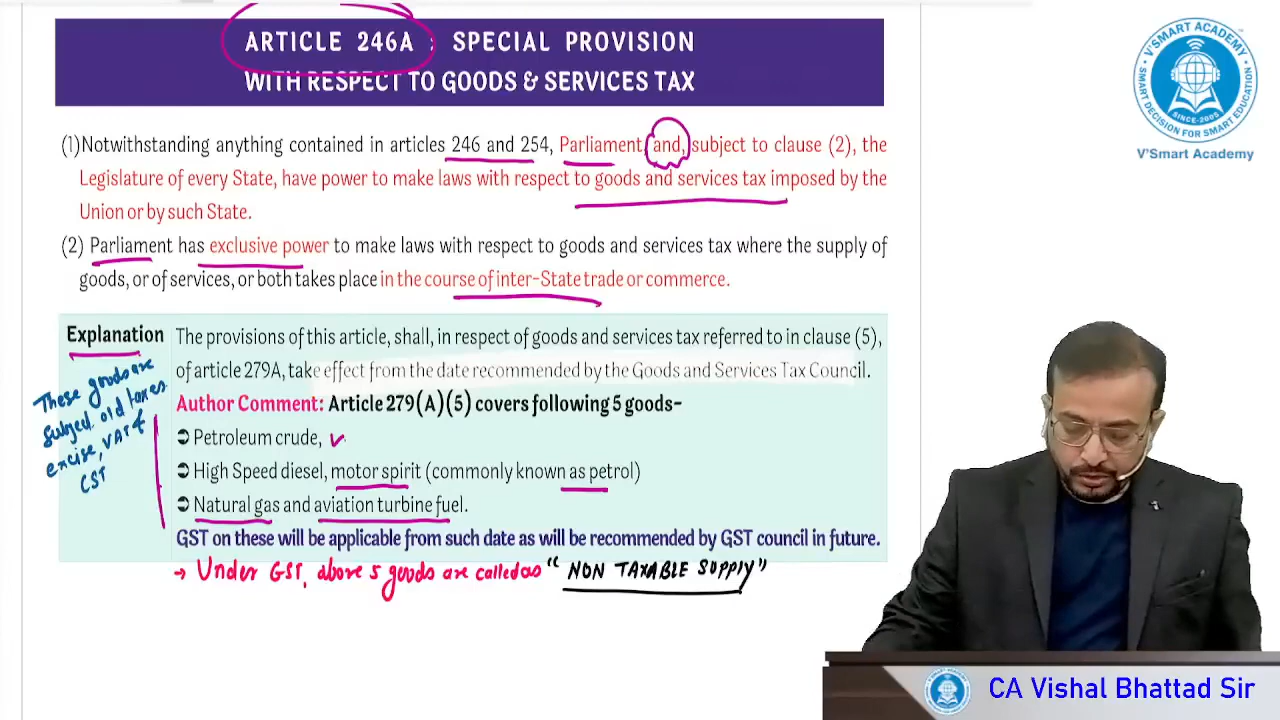 ARTICLE 246A : SPECIAL PROVISION
WITH RESPECT TO GOODS & SERVICES TAX
(1)Notwithstanding anything contained in articles 246 and 254, Parliament and, subject to clause (2), the
Legislature of every State, have power to make laws with respect to goods and services tax imposed by the
Union or by such State.
(2) Parliament has exclusive power to make laws with respect to goods and services tax where the supply of
goods, or of services, or both takes place in the course of inter-State trade or commerce.
Explanation
The provisions of this article, shall, in respect of goods and services tax referred to in clause (5),
of article 279A, take effect from the date recommended by the Goods and Services Tax Council.
Author Comment: Article 279(A)(5) covers following 5 goods-
➲ Petroleum crude,
➲ High Speed diesel, motor spirit (commonly known as petrol)
➲ Natural gas and aviation turbine fuel.
GST on these will be applicable from such date as will be recommended by GST council in future.
These goods are
subject old taxes
excise, VAT &
CST
→ Under GST, above 5 goods are called as "NON TAXABLE SUPPLY"
V'SMART ACADEMY
SMART DECISION FOR SMART EDUCATION
SINCE-2005
V'Smart Academy
CA Vishal Bhattad Sir